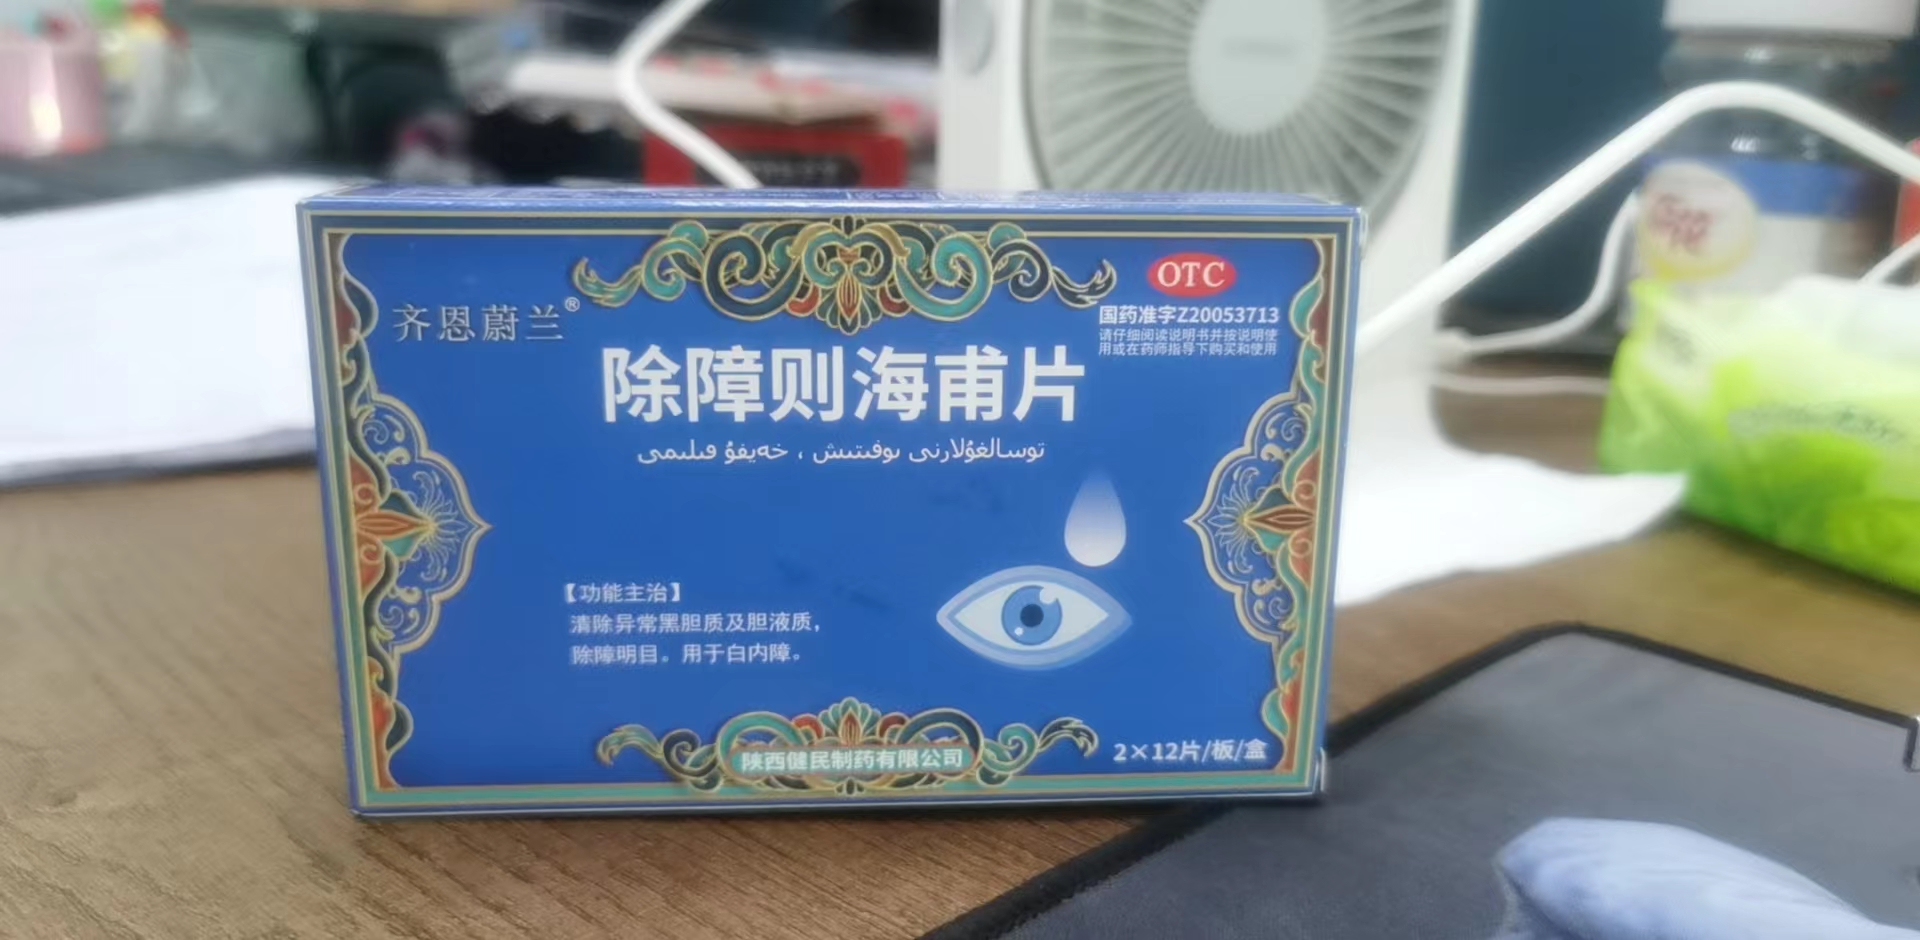 齐恩蔚兰®
OTC
国药准字Z20053713
请仔细阅读说明书并按说明使
用或在药师指导下购买和使用
除障则海甫片
توسالغۇلارنى يوقىتىش ، خەيفۇ قىلىمى
【功能主治】
清除异常黑胆质及胆液质，
除障明目。用于白内障。
陕西健民制药有限公司
2×12片/板/盒